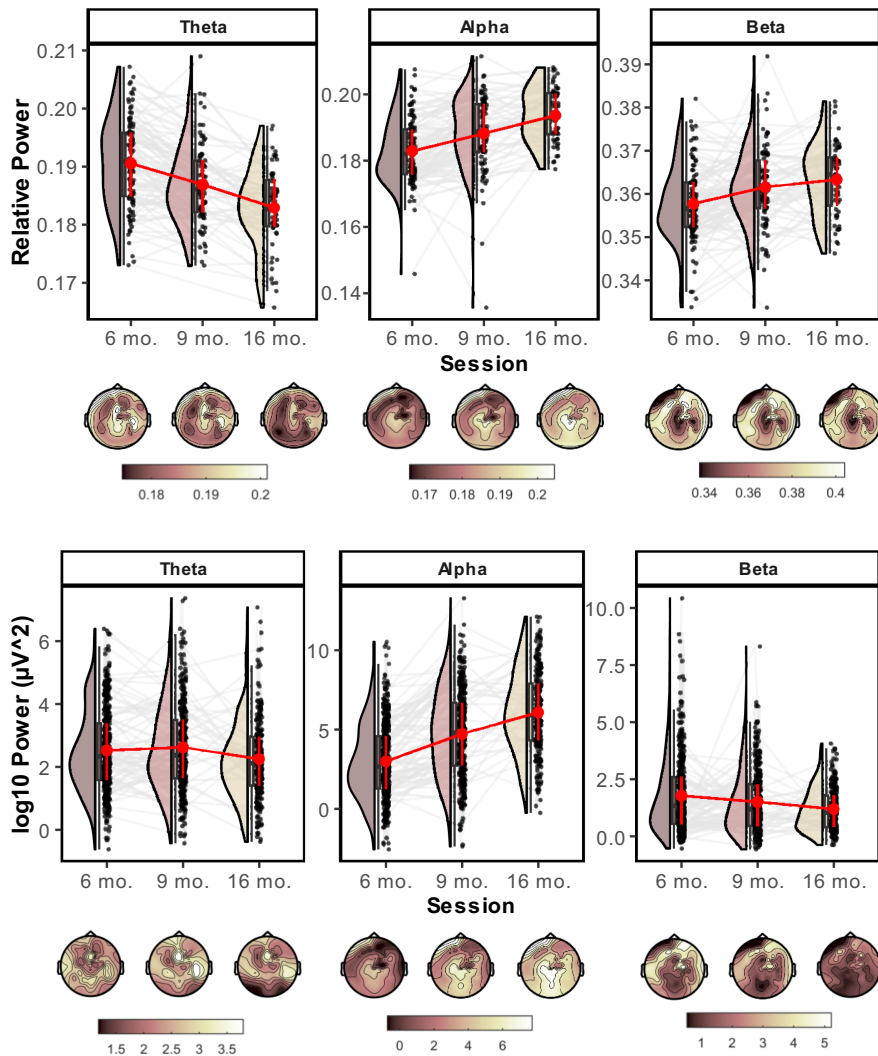 Theta Alpha Beta
Relative Power
0.21
0.20
0.19
0.18
0.17
0.20
0.18
0.16
0.14
0.39
0.38
0.36
0.35
0.34
6 mo. 9 mo. 16 mo. 6 mo. 9 mo. 16 mo. 6 mo. 9 mo. 16 mo.
Session
0.18 0.19 0.2 0.17 0.18 0.19 0.2 0.34 0.36 0.38 0.4
Theta Alpha Beta
log10 Power (µV^2)
6
4
2
0
10
5
0
10.0
7.5
5.0
2.5
0.0
6 mo. 9 mo. 16 mo. 6 mo. 9 mo. 16 mo. 6 mo. 9 mo. 16 mo.
Session
1.5 2 2.5 3 3.5 0 2 4 6 1 2 3 4 5